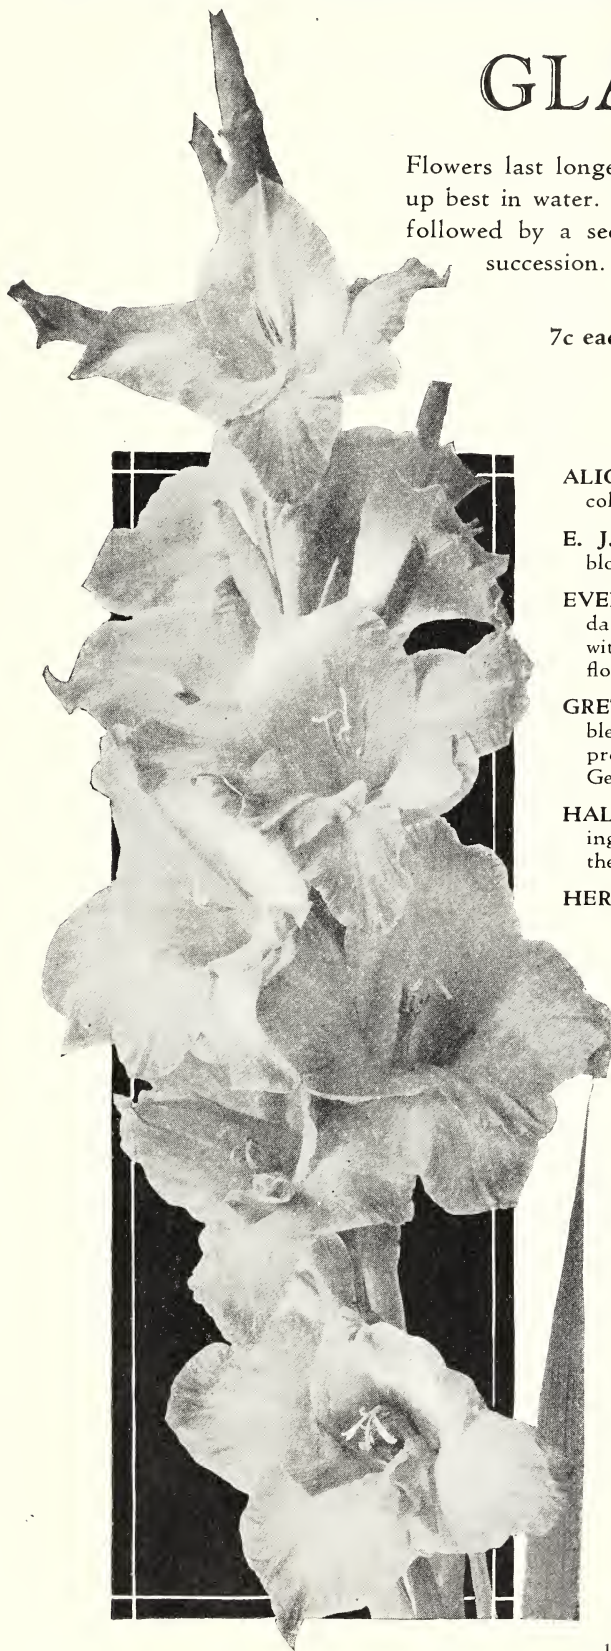 GLA
Flowers last longe
up best in water.
followed by a sec
succession.
7c eac
ALIC
col
E. J.
blo
EVE
da
wit
flo
GRE
ble
pro
Ge
HAL
ing
the
HER